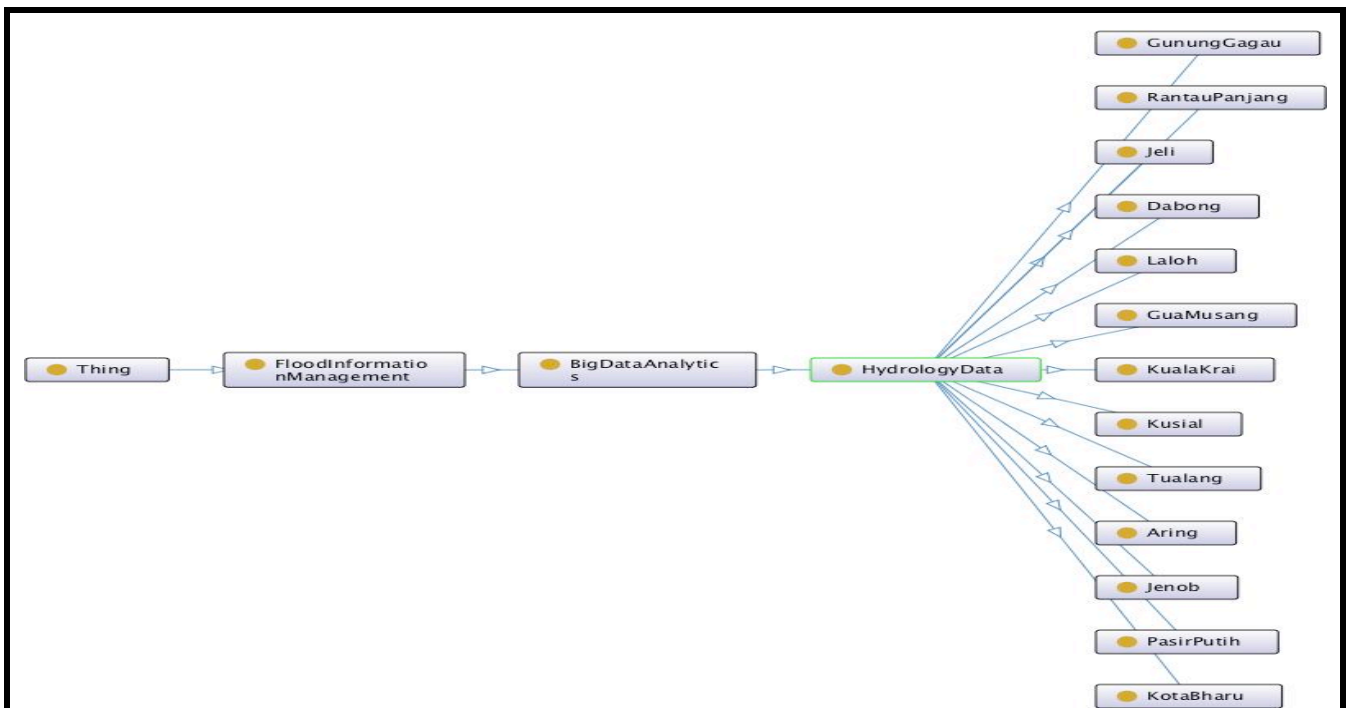 Thing
FloodInformatio
nManagement
BigDataAnalytic
s
HydrologyData
GunungGagau
RantauPanjang
Jeli
Dabong
Laloh
GuaMusang
KualaKrai
Kusial
Tualang
Aring
Jenob
PasirPutih
KotaBharu